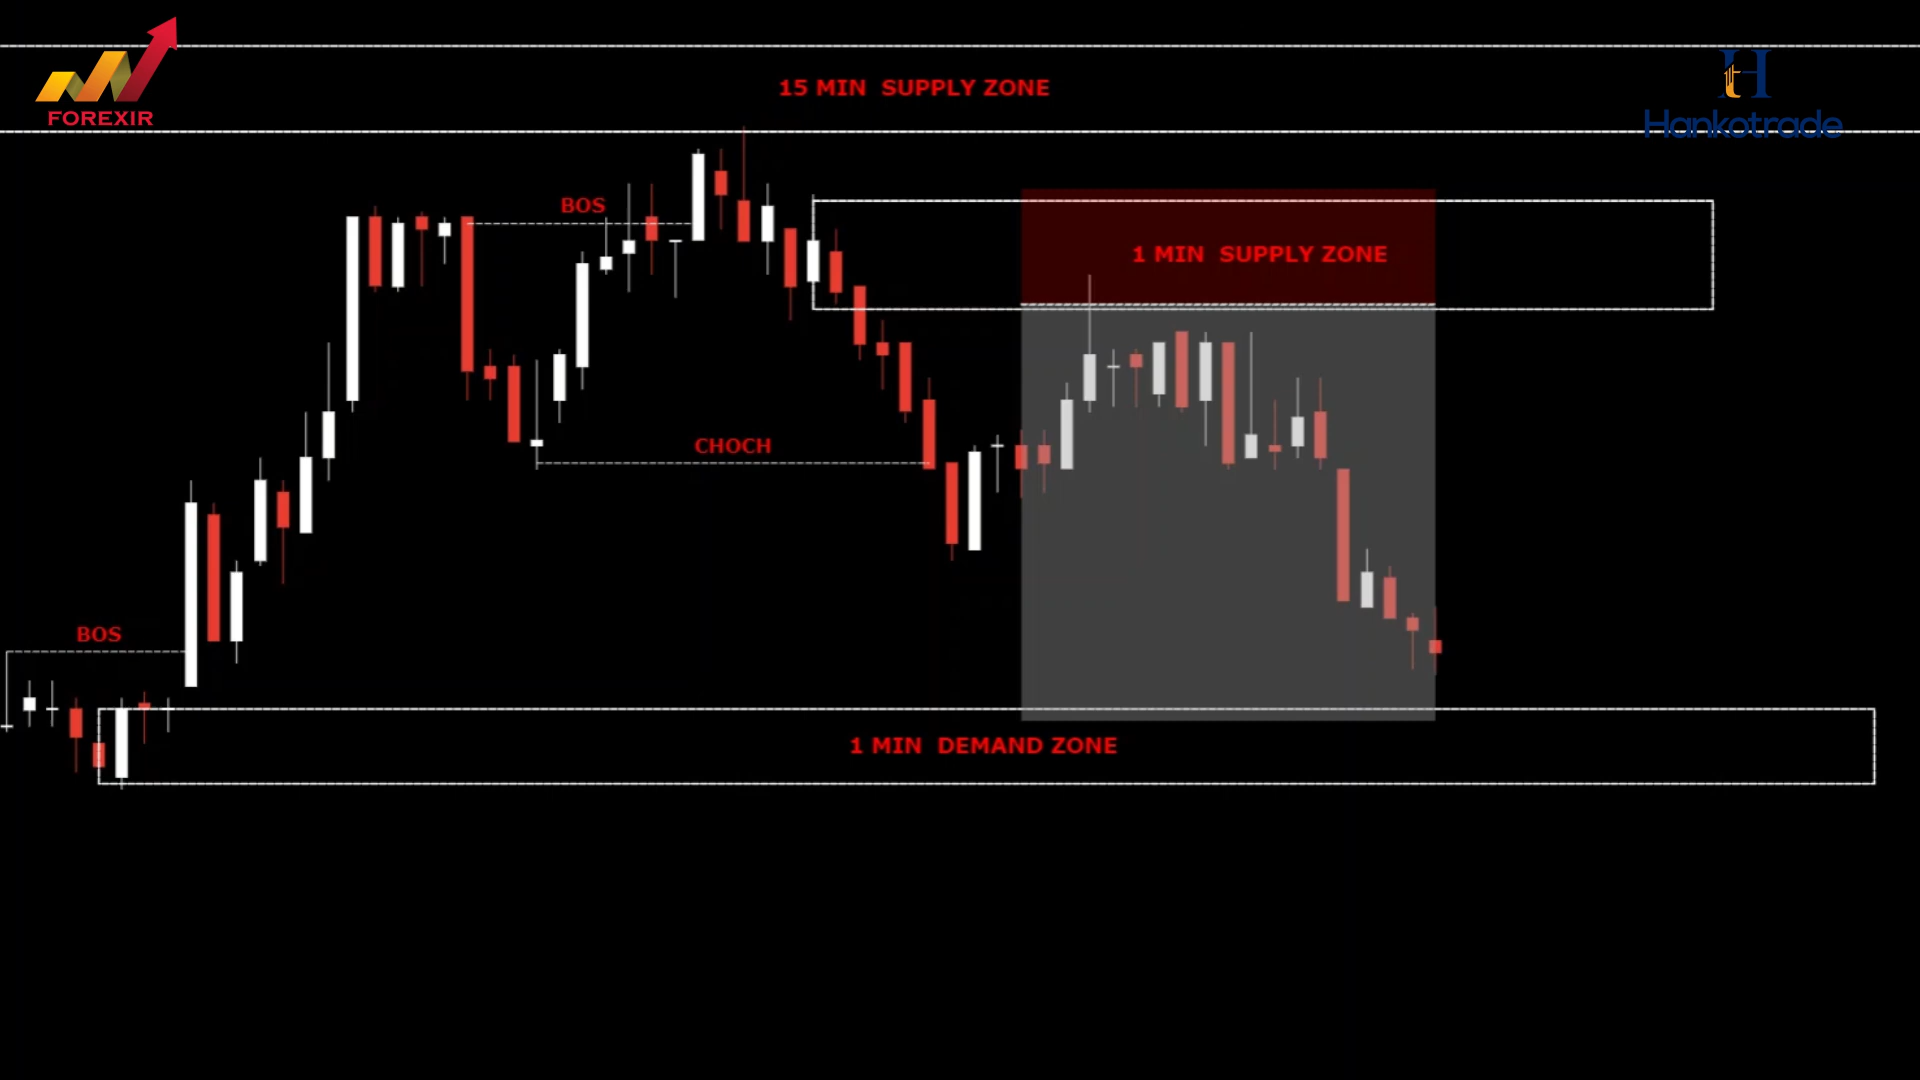 15 MIN SUPPLY ZONE
FOREXIR
Hankotrade
BOS
1 MIN SUPPLY ZONE
CHOCH
BOS
1 MIN DEMAND ZONE